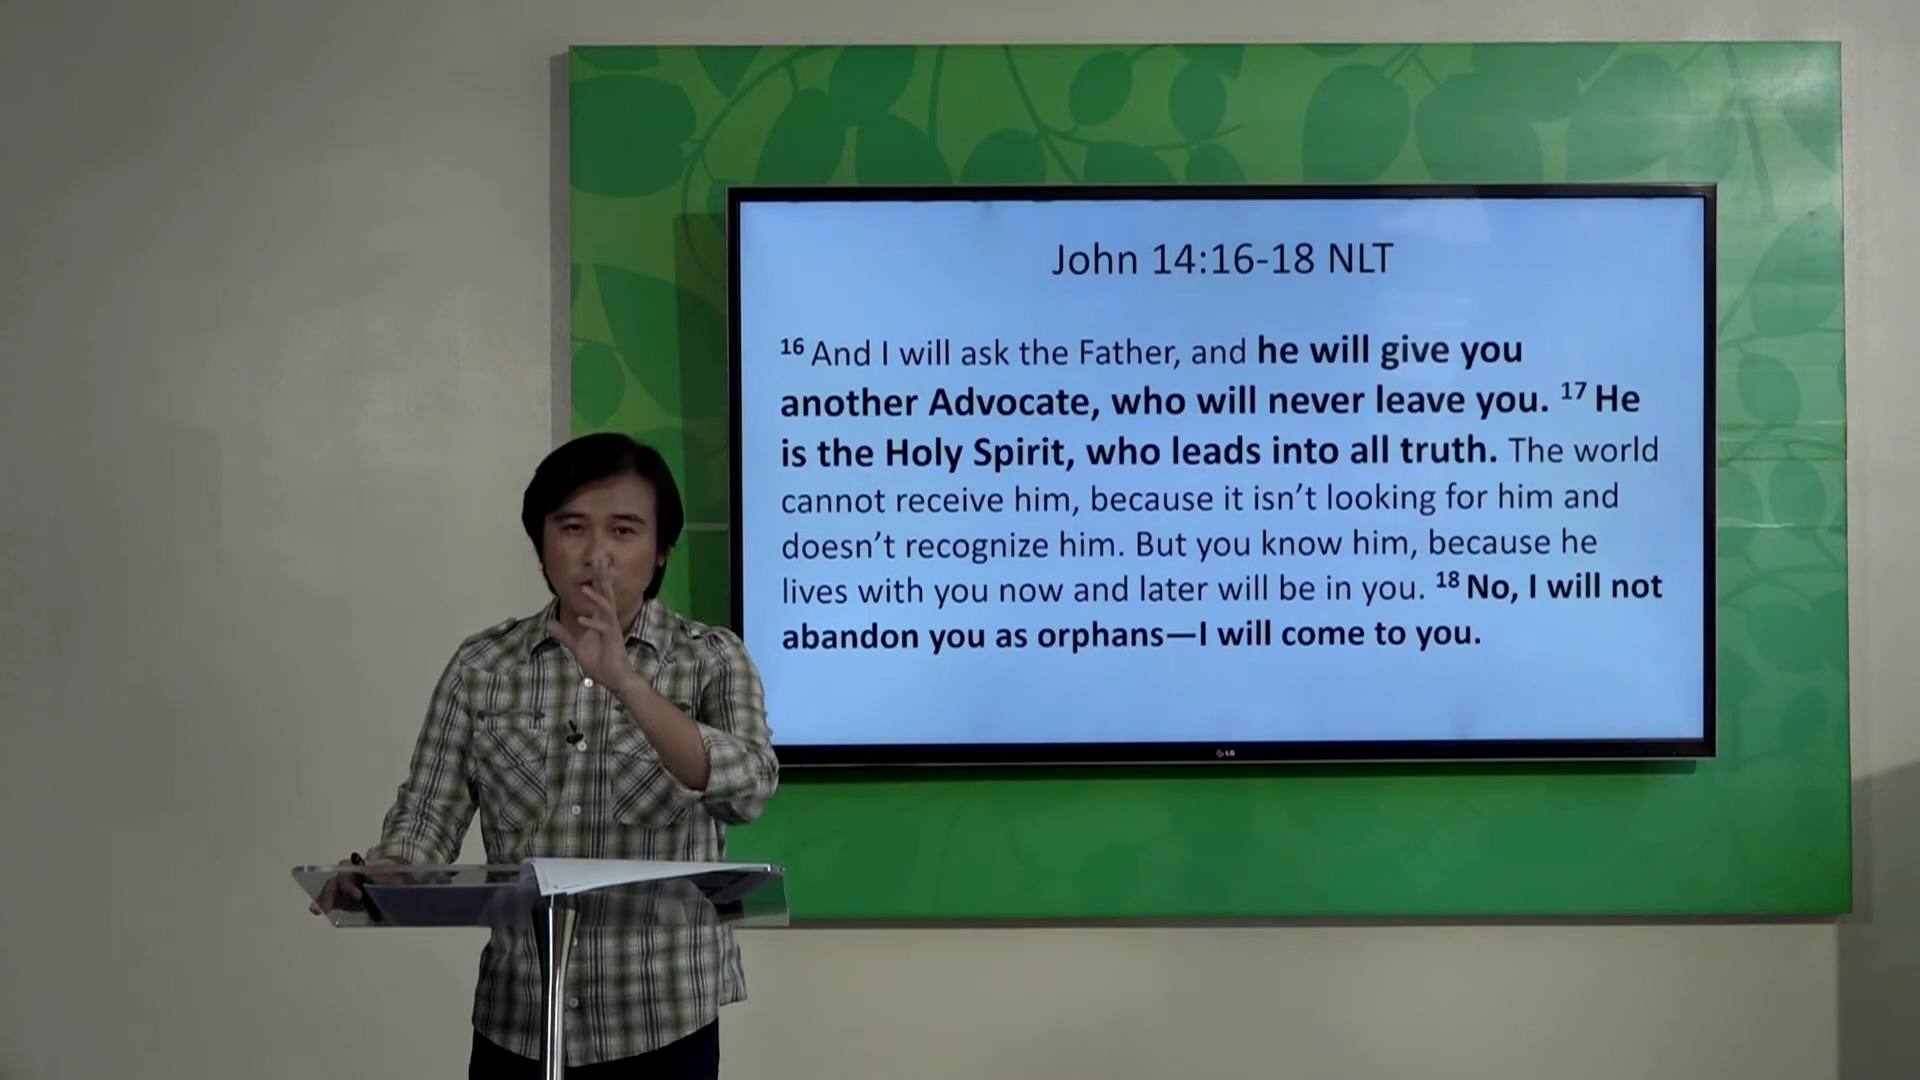 John 14:16-18 NLT
16 And I will ask the Father, and he will give you
another Advocate, who will never leave you. 17 He
is the Holy Spirit, who leads into all truth. The world
cannot receive him, because it isn’t looking for him and
doesn’t recognize him. But you know him, because he
lives with you now and later will be in you. 18 No, I will not
abandon you as orphans—I will come to you.
LG